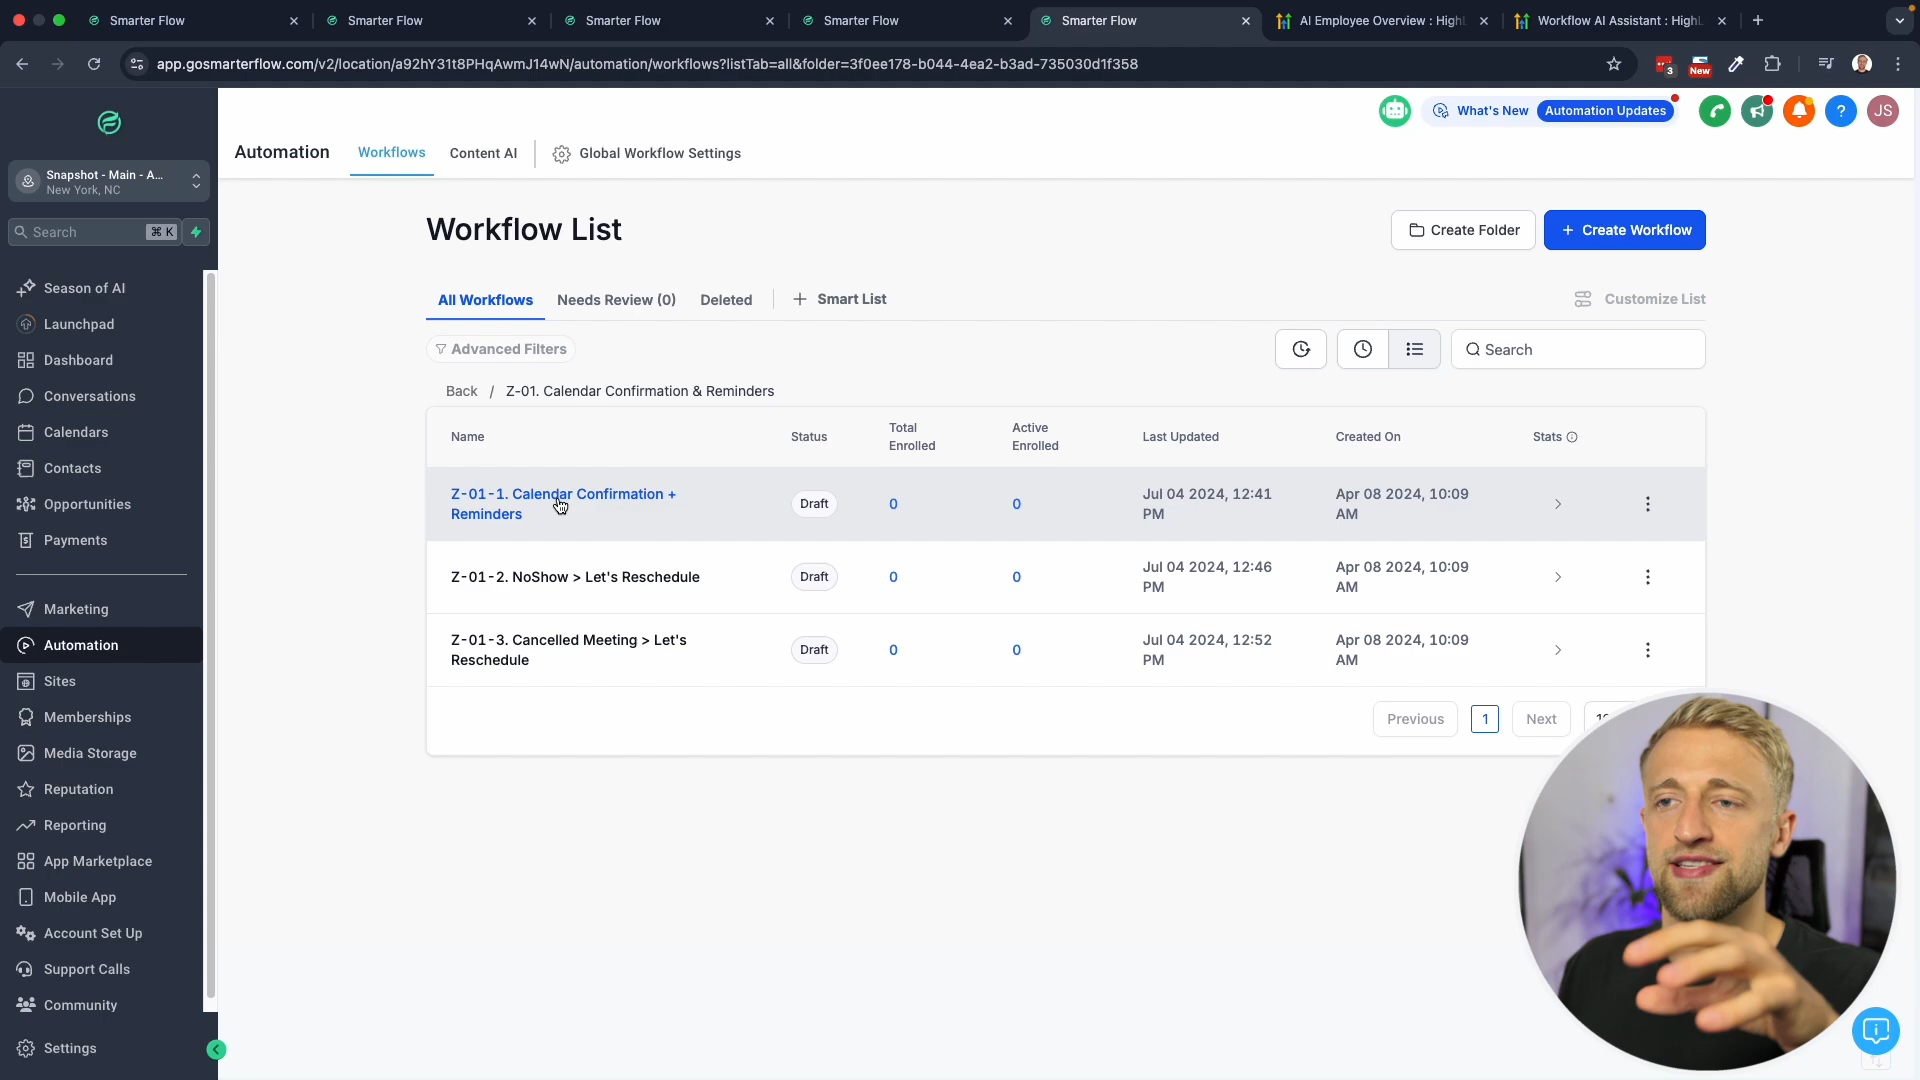 Smarter Flow
Smarter Flow
Smarter Flow
Smarter Flow
Smarter Flow
AI Employee Overview : HighL
Workflow AI Assistant : HighL
app.gosmarterflow.com/v2/location/a92hY31t8PHqAwmJ14wN/automation/workflows?listTab=all&folder=3f0ee178-b044-4ea2-b3ad-735030d1f358
3
New
What's New
Automation Updates
?
JS
Automation
Workflows
Content AI
Global Workflow Settings
Snapshot - Main - A...
New York, NC
Search
⌘ K
Season of AI
Launchpad
Dashboard
Conversations
Calendars
Contacts
Opportunities
Payments
Marketing
Automation
Sites
Memberships
Media Storage
Reputation
Reporting
App Marketplace
Mobile App
Account Set Up
Support Calls
Community
Settings
Workflow List
Create Folder
+ Create Workflow
All Workflows
Needs Review (0)
Deleted
+ Smart List
Customize List
Advanced Filters
Search
Back / Z-01. Calendar Confirmation & Reminders
Name
Status
Total
Enrolled
Active
Enrolled
Last Updated
Created On
Stats
Z-01-1. Calendar Confirmation +
Reminders
Draft
0
0
Jul 04 2024, 12:41
PM
Apr 08 2024, 10:09
AM
Z-01-2. NoShow > Let's Reschedule
Draft
0
0
Jul 04 2024, 12:46
PM
Apr 08 2024, 10:09
AM
Z-01-3. Cancelled Meeting > Let's
Reschedule
Draft
0
0
Jul 04 2024, 12:52
PM
Apr 08 2024, 10:09
AM
Previous
1
Next